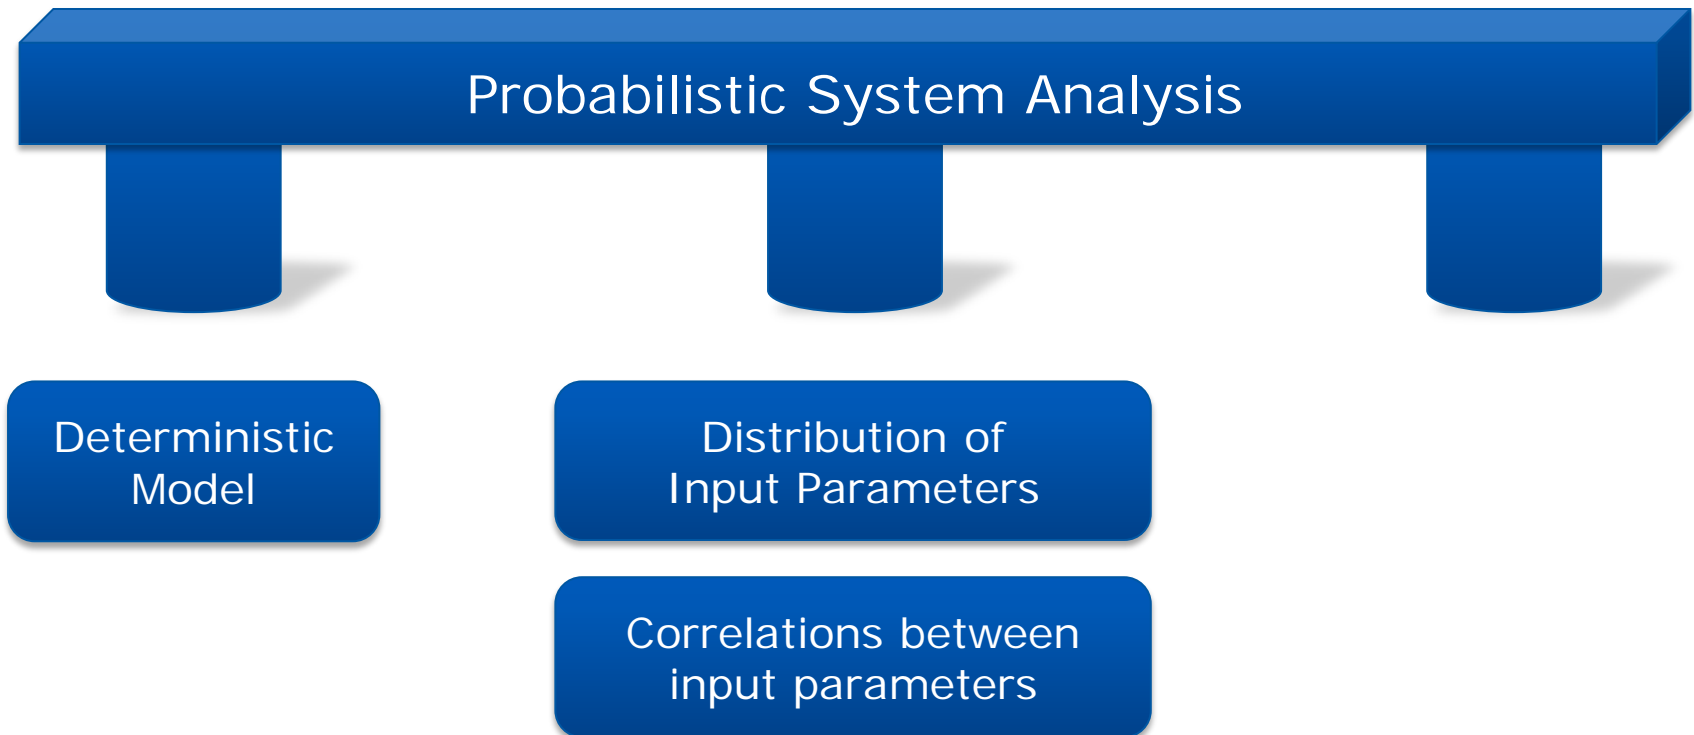 Probabilistic System Analysis
Deterministic
Model
Distribution of
Input Parameters
Correlations between
input parameters